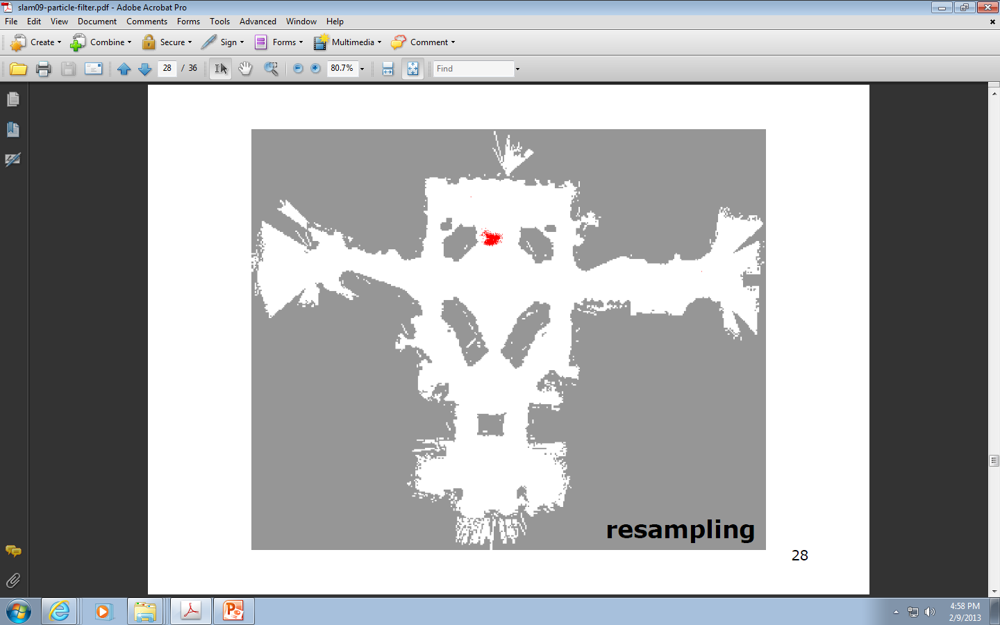 slam09-particle-filter.pdf - Adobe Acrobat Pro
File Edit View Document Comments Forms Tools Advanced Window Help
Create Combine Secure Sign Forms Multimedia Comment
28 / 36 80.7% Find
resampling
28
4:58 PM
2/9/2013